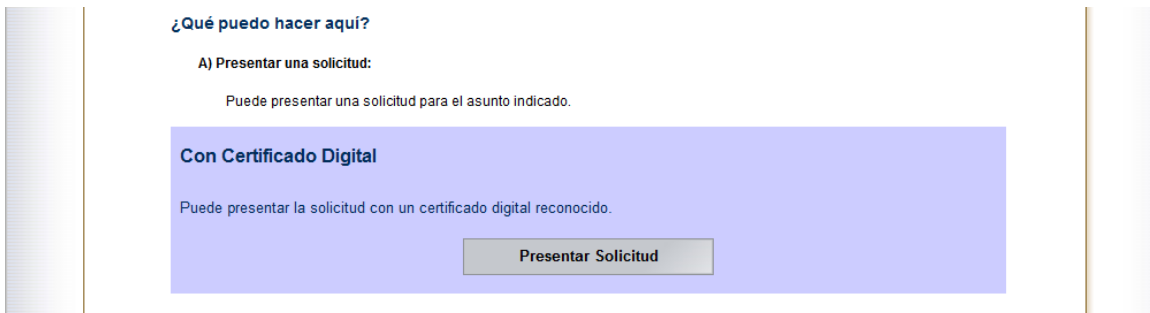 ¿Qué puedo hacer aquí?
A) Presentar una solicitud:
Puede presentar una solicitud para el asunto indicado.
Con Certificado Digital
Puede presentar la solicitud con un certificado digital reconocido.
Presentar Solicitud